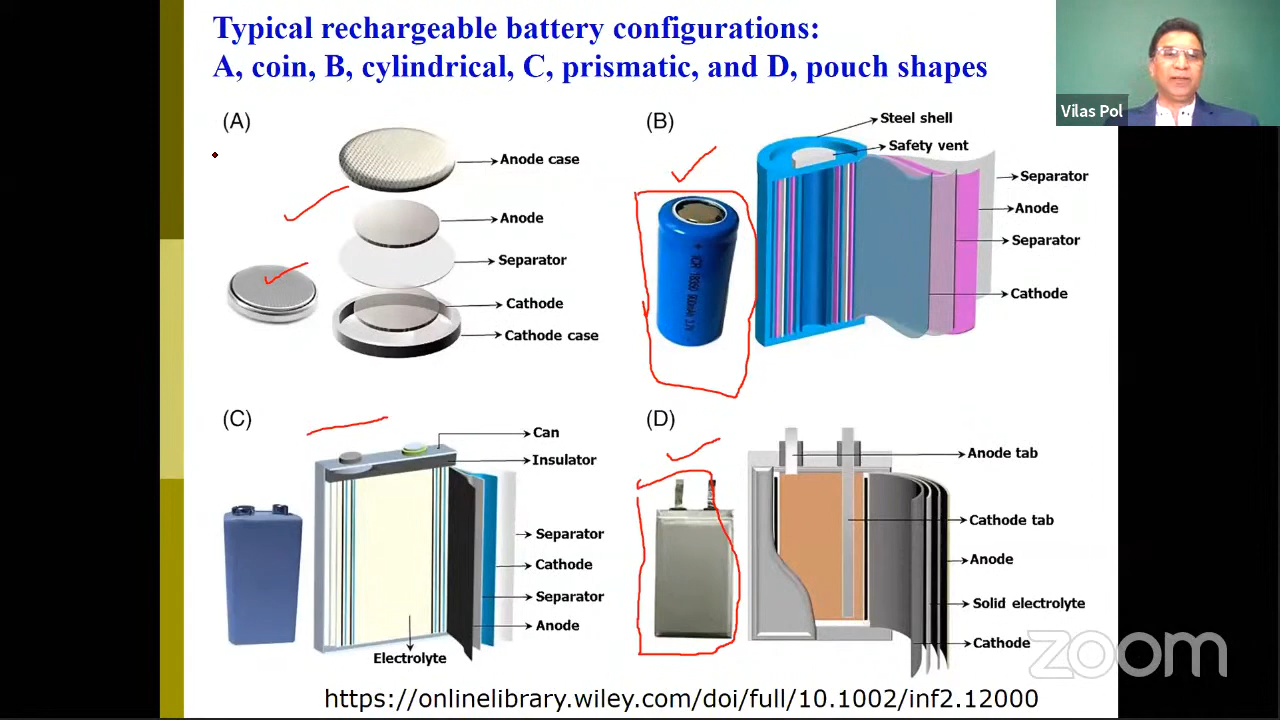 Typical rechargeable battery configurations:
A, coin, B, cylindrical, C, prismatic, and D, pouch shapes
Vilas Pol
(A)
Anode case
Anode
Separator
Cathode
Cathode case
(B)
Steel shell
Safety vent
Separator
Anode
Separator
Cathode
(C)
Can
Insulator
Separator
Cathode
Separator
Anode
Electrolyte
(D)
Anode tab
Cathode tab
Anode
Solid electrolyte
Cathode
zoom
https://onlinelibrary.wiley.com/doi/full/10.1002/inf2.12000